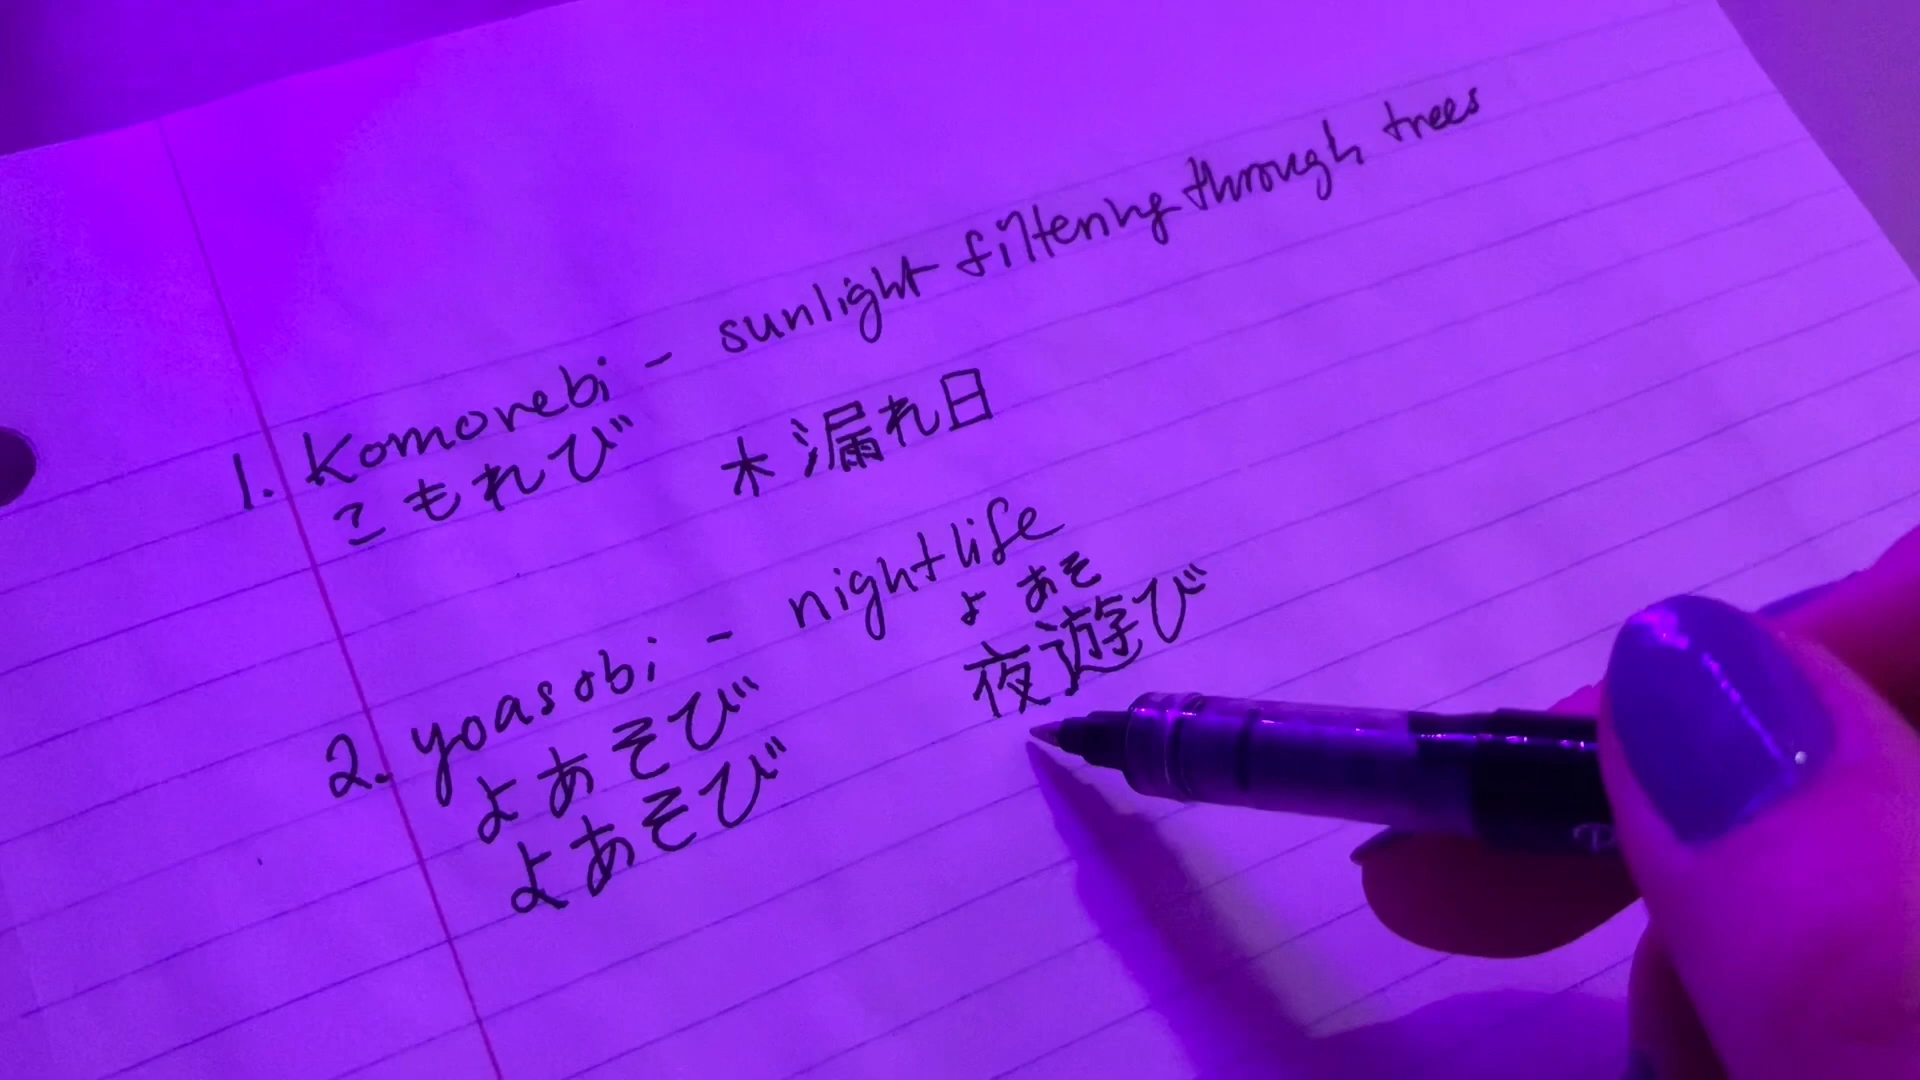 1. Komorebi - sunlight filtering through trees
こもれび 木漏れ日
2. yoasobi - nightlife
よ あそ
よあそび 夜遊び
よあそび